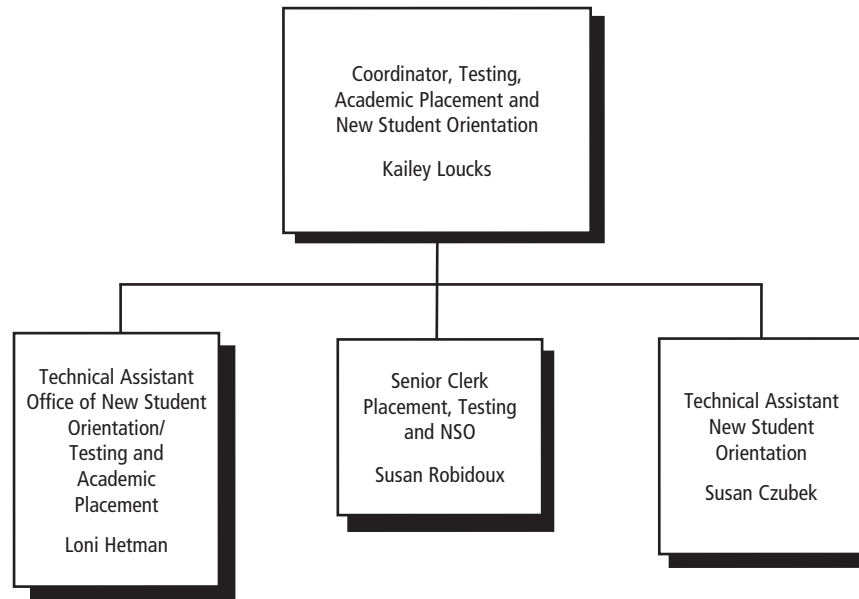 Coordinator, Testing,
Academic Placement and
New Student Orientation
Kailey Loucks
Technical Assistant
Office of New Student
Orientation/
Testing and
Academic
Placement
Loni Hetman
Senior Clerk
Placement, Testing
and NSO
Susan Robidoux
Technical Assistant
New Student
Orientation
Susan Czubek